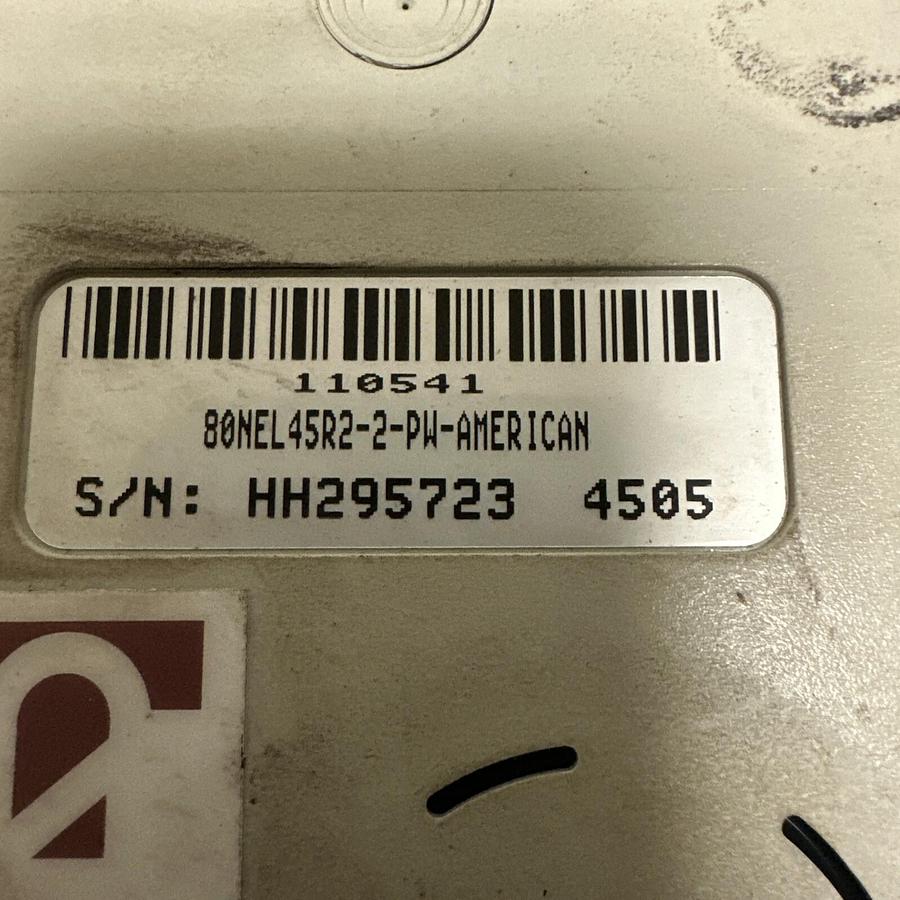 110541
80NEL45R2-2-PW-AMERICAN
S/N: HH295723 4505